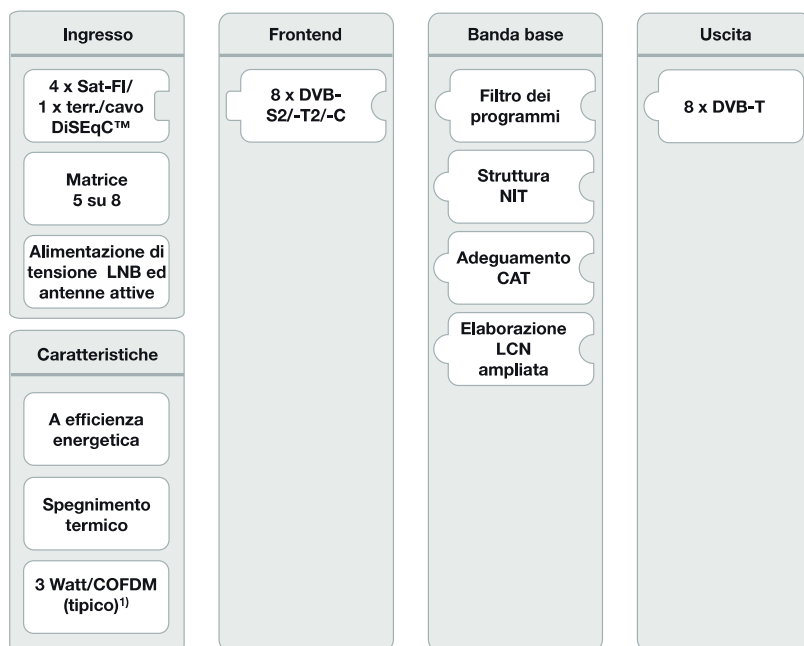 Ingresso
4 x Sat-FI/
1 x terr./cavo
DiSEqC™
Matrice
5 su 8
Alimentazione di
tensione LNB ed
antenne attive
Caratteristiche
A efficienza
energetica
Spegnimento
termico
3 Watt/COFDM
(tipico)1)
Frontend
8 x DVB-
S2/-T2/-C
Banda base
Filtro dei
programmi
Struttura
NIT
Adeguamento
CAT
Elaborazione
LCN
ampliata
Uscita
8 x DVB-T